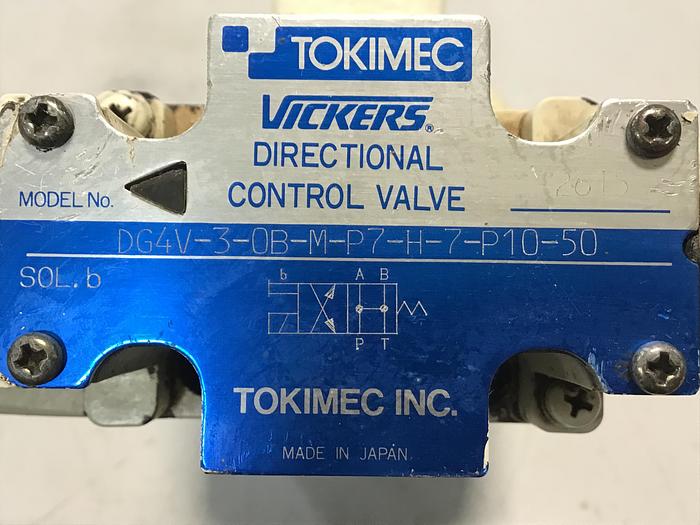 TOKIMEC
VICKERS®
DIRECTIONAL
CONTROL VALVE
MODEL No.
DG4V-3-0B-M-P7-H-7-P10-50
SOL.b
b A B
P T
TOKIMEC INC.
MADE IN JAPAN